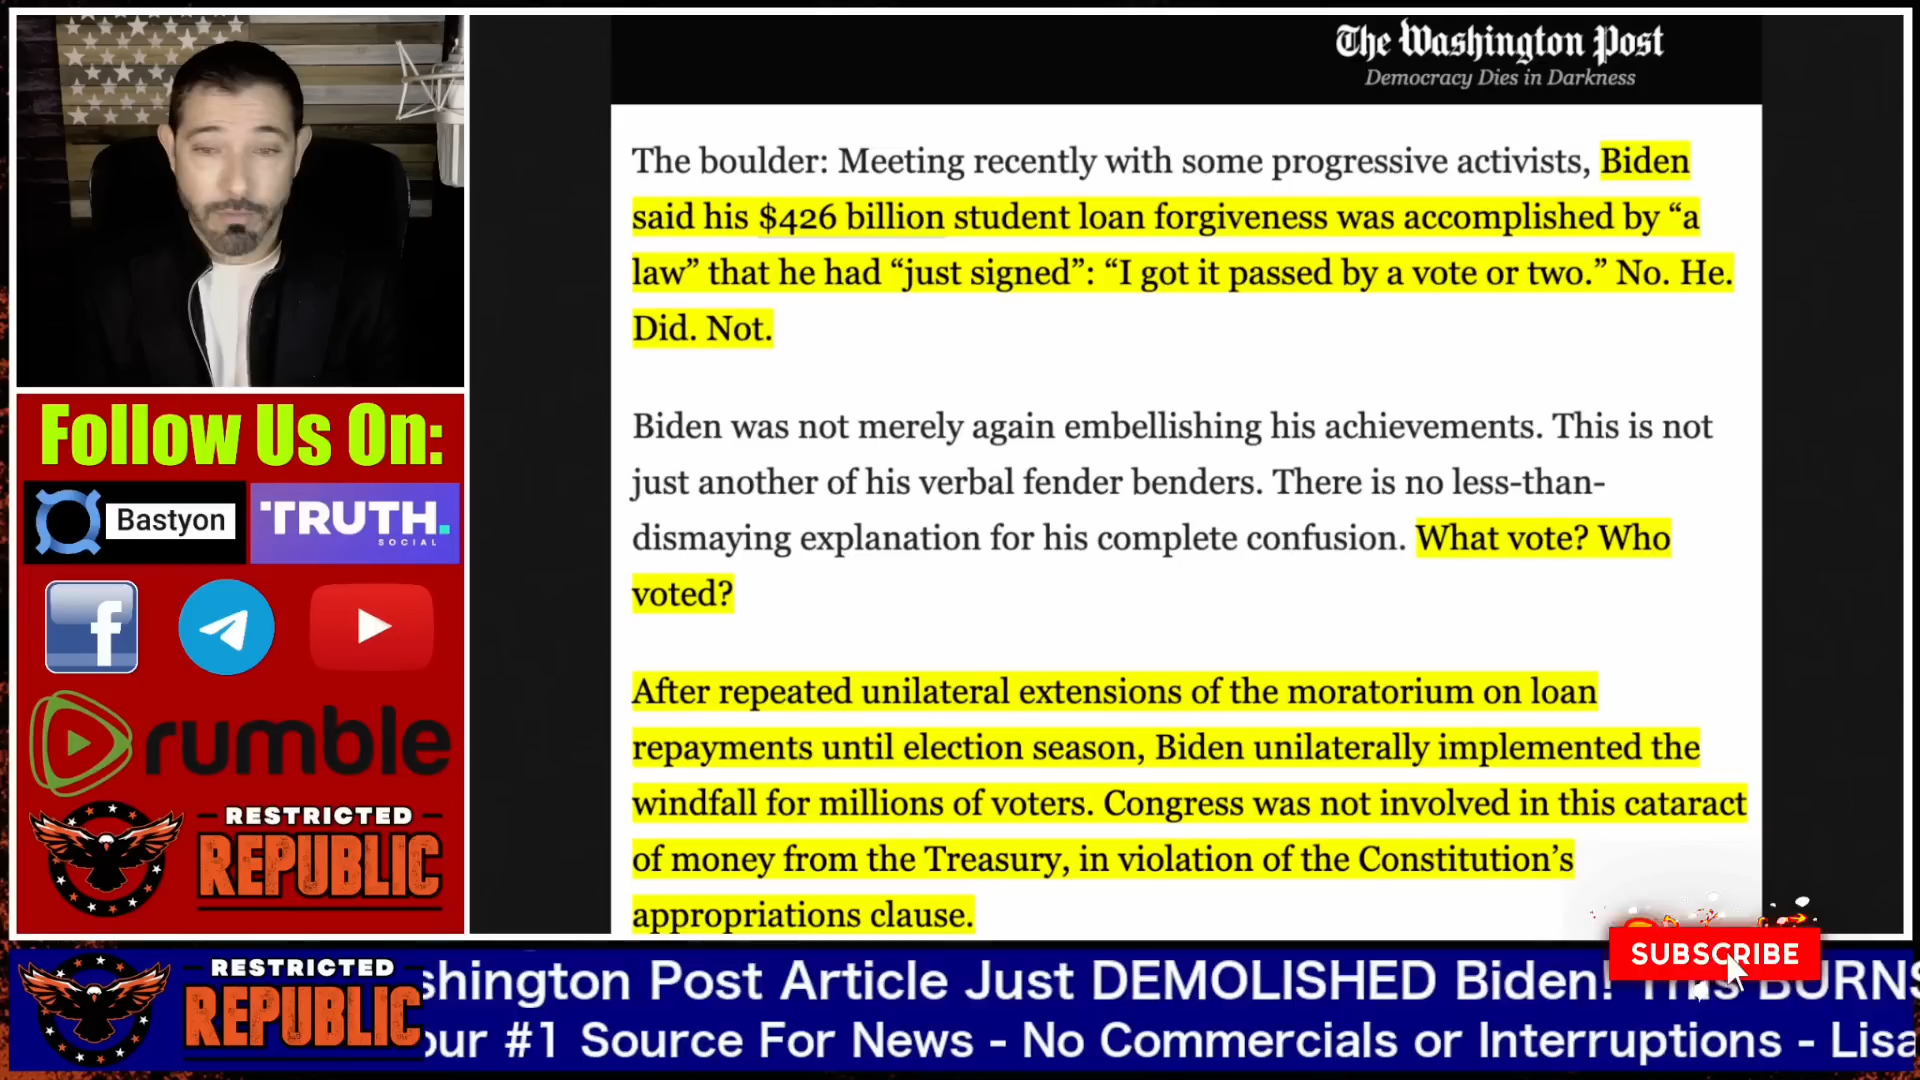 The Washington Post
Democracy Dies in Darkness
The boulder: Meeting recently with some progressive activists, Biden
said his $426 billion student loan forgiveness was accomplished by “a
law” that he had “just signed”: “I got it passed by a vote or two.” No. He.
Did. Not.
Biden was not merely again embellishing his achievements. This is not
just another of his verbal fender benders. There is no less-than-
dismaying explanation for his complete confusion. What vote? Who
voted?
After repeated unilateral extensions of the moratorium on loan
repayments until election season, Biden unilaterally implemented the
windfall for millions of voters. Congress was not involved in this cataract
of money from the Treasury, in violation of the Constitution’s
appropriations clause.
Follow Us On:
Bastyon
TRUTH.
SOCIAL
f
rumble
RESTRICTED
REPUBLIC
SUBSCRIBE
RESTRICTED
REPUBLIC
shington Post Article Just DEMOLISHED Biden! This BURNS
our #1 Source For News - No Commercials or Interruptions - Lisa